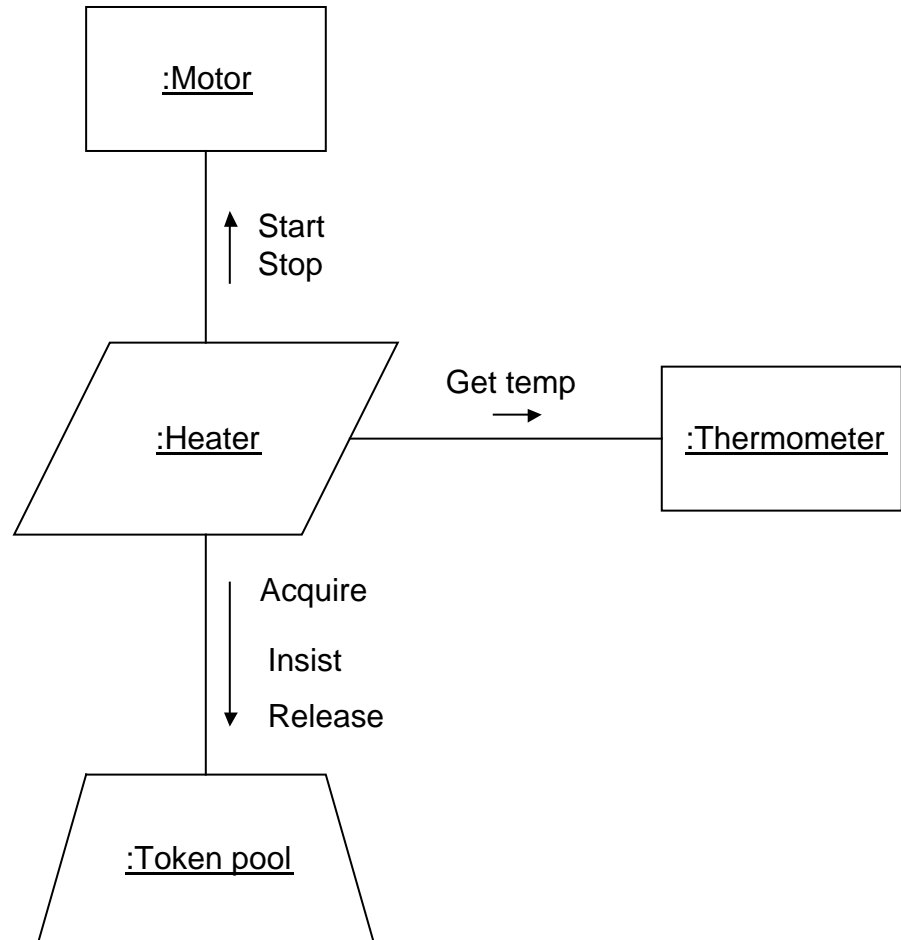 :Motor
Start
Stop
Get temp
:Heater
:Thermometer
Acquire
Insist
Release
:Token pool